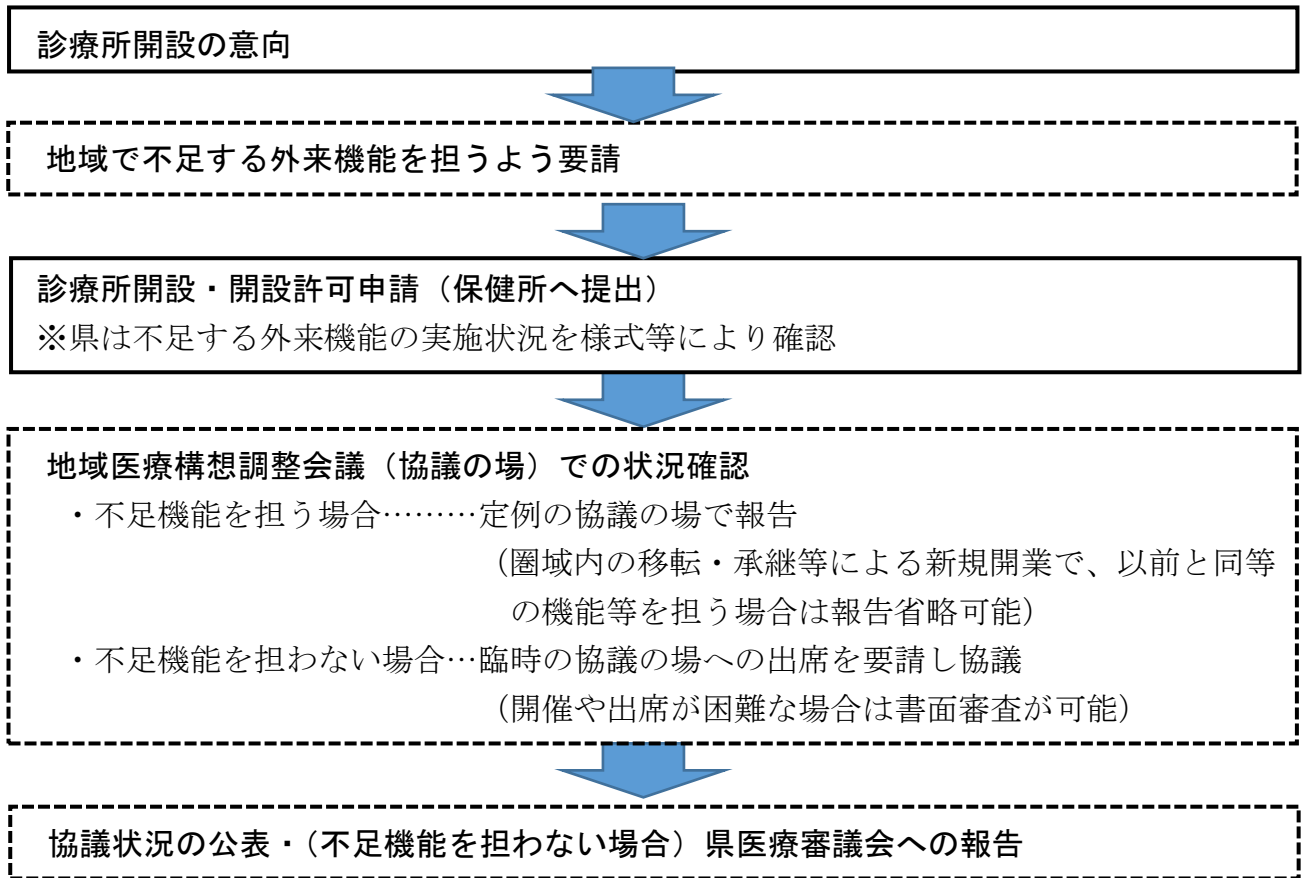 診療所開設の意向
地域で不足する外来機能を担うよう要請
診療所開設・開設許可申請（保健所へ提出）
※県は不足する外来機能の実施状況を様式等により確認
地域医療構想調整会議（協議の場）での状況確認
・不足機能を担う場合………定例の協議の場で報告
（圏域内の移転・承継等による新規開業で、以前と同等
の機能等を担う場合は報告省略可能）
・不足機能を担わない場合…臨時の協議の場への出席を要請し協議
（開催や出席が困難な場合は書面審査が可能）
協議状況の公表・（不足機能を担わない場合）県医療審議会への報告